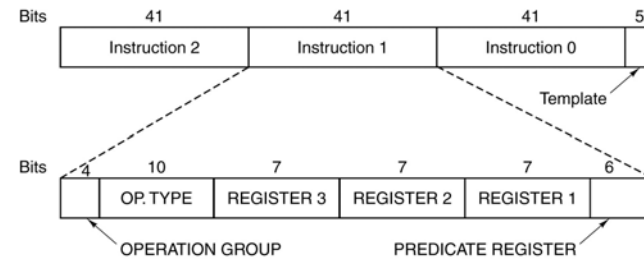 Bits 41 41 41 5
Instruction 2 Instruction 1 Instruction 0
Template
Bits 4 10 7 7 7 6
OP. TYPE REGISTER 3 REGISTER 2 REGISTER 1
OPERATION GROUP PREDICATE REGISTER